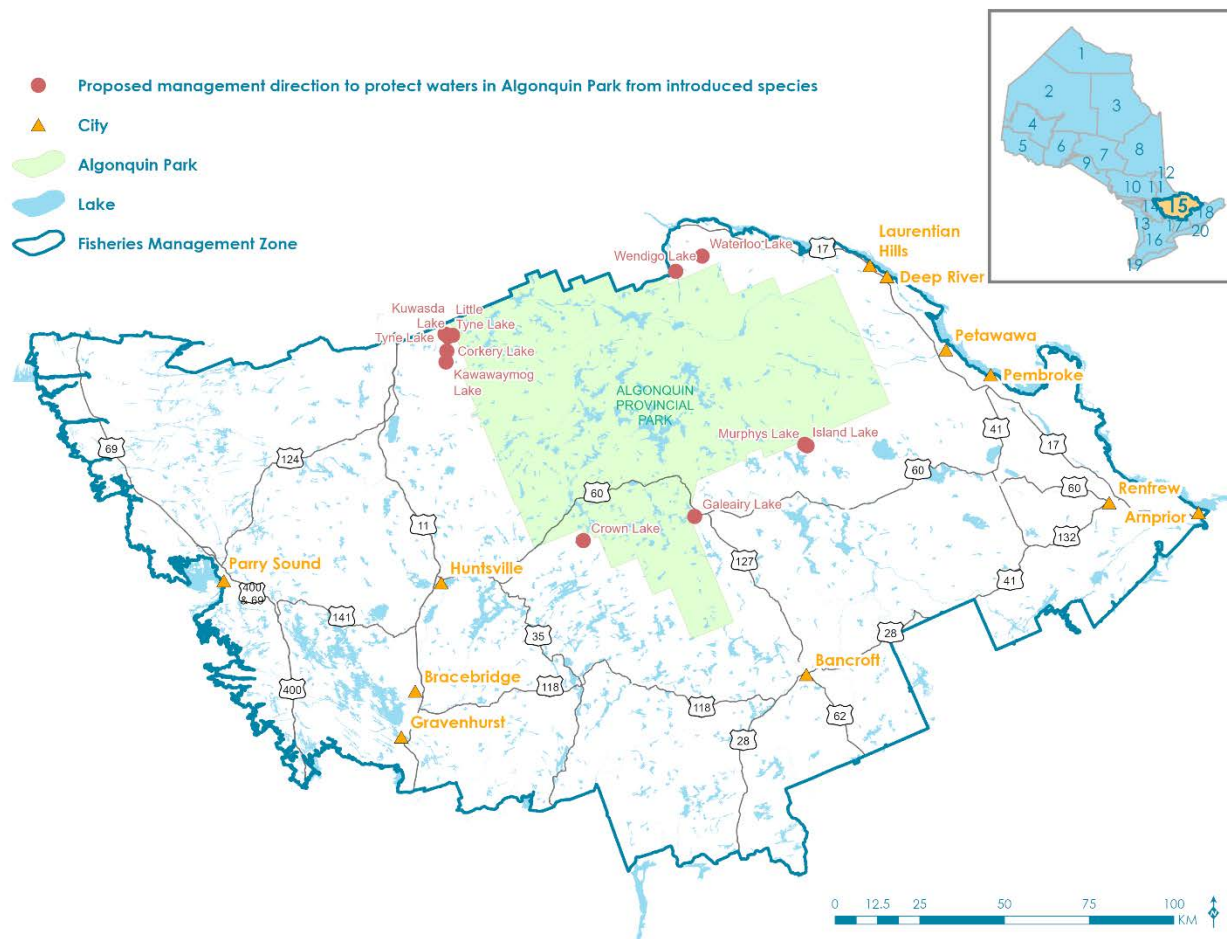 Proposed management direction to protect waters in Algonquin Park from introduced species
City
Algonquin Park
Lake
Fisheries Management Zone
1
2
3
4
5
6
7
8
9
10
11
12
13
14
15
16
17
18
19
20
Wendigo Lake
Waterloo Lake
17
Laurentian
Hills
Deep River
Kuwasda
Lake
Little
Tyne Lake
Tyne Lake
Corkery Lake
Kawawaymog
Lake
Petawawa
Pembroke
ALGONQUIN
PROVINCIAL
PARK
69
124
11
60
Murphys Lake
Island Lake
41
17
60
60
Renfrew
Arnprior
132
41
Galeairy Lake
Crown Lake
127
Parry Sound
400
& 69
141
Huntsville
35
28
Bancroft
Bracebridge
118
118
62
400
Gravenhurst
28
0 12.5 25 50 75 100
KM
N